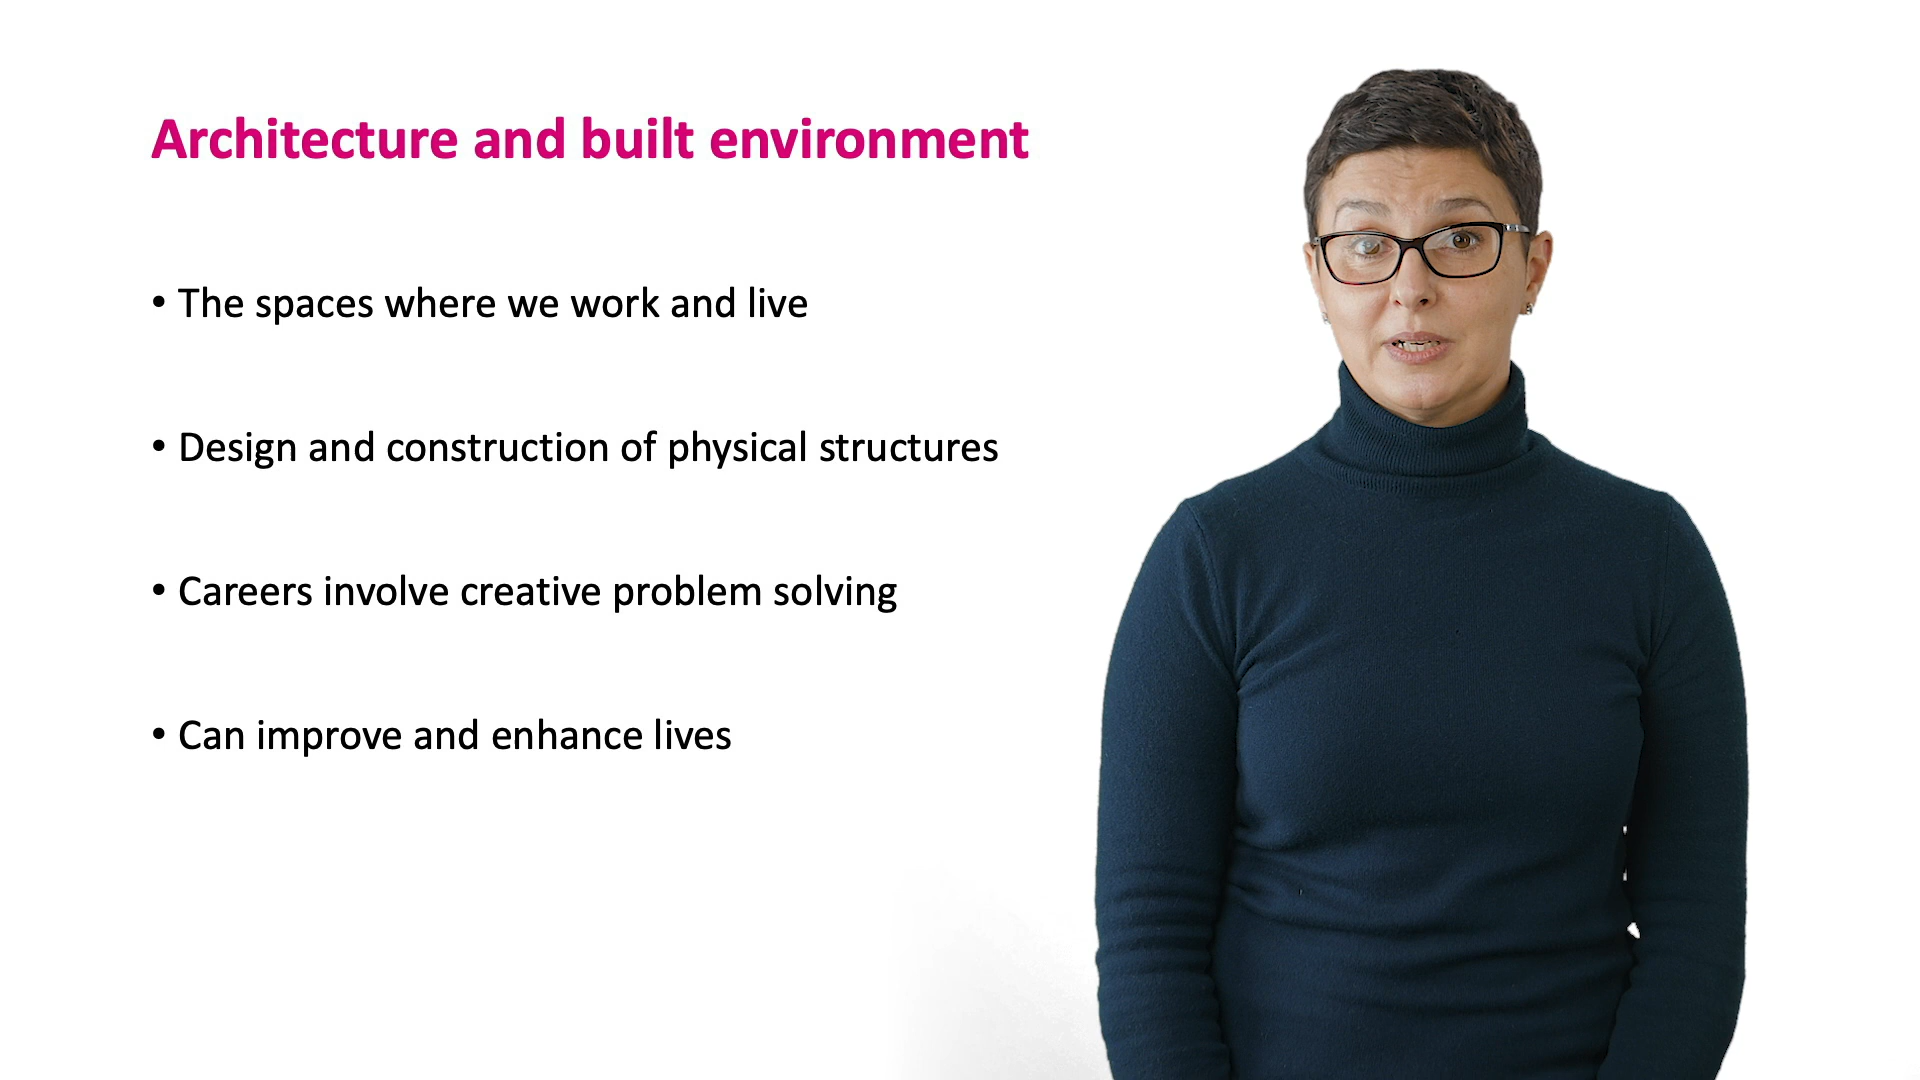 Architecture and built environment
• The spaces where we work and live
• Design and construction of physical structures
• Careers involve creative problem solving
• Can improve and enhance lives